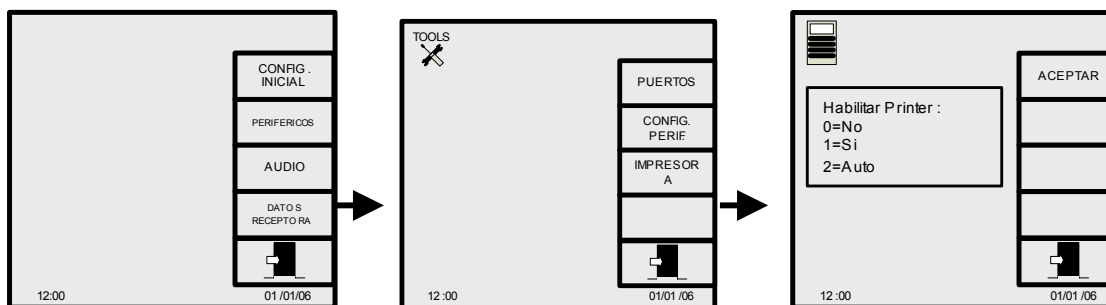 CONFIG.
INICIAL
PERIFERICOS
AUDIO
DATOS
RECEPTORA
12:00
01/01/06
TOOLS
PUERTOS
CONFIG.
PERIF.
IMPRESOR
A
12:00
01/01/06
Habilitar Printer :
0=No
1=Si
2=Auto
ACEPTAR
12:00
01/01/06